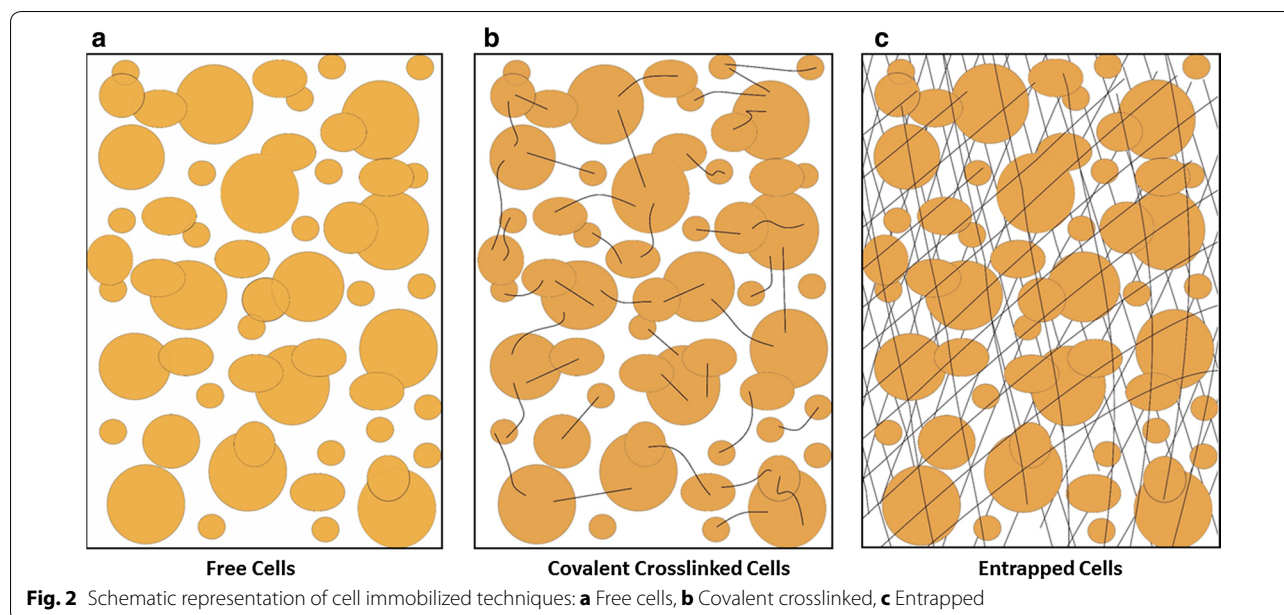 a
b
c
Free Cells
Covalent Crosslinked Cells
Entrapped Cells
Fig. 2 Schematic representation of cell immobilized techniques: a Free cells, b Covalent crosslinked, c Entrapped